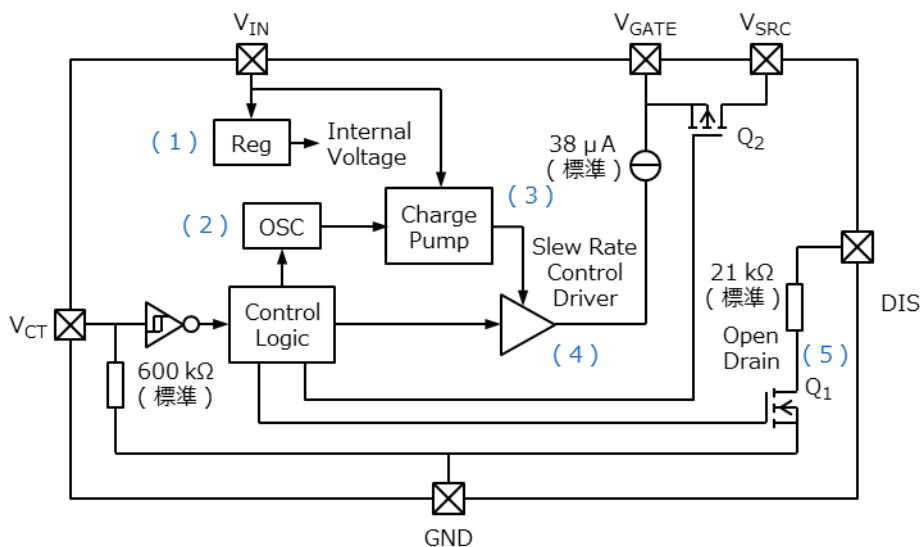 VIN
VGATE
VSRC
( 1 )
Reg
Internal
Voltage
38 μA
( 標準 )
Q2
( 2 )
OSC
Charge
Pump
( 3 )
Slew Rate
Control
Driver
21 kΩ
( 標準 )
DIS
VCT
Control
Logic
( 4 )
Open
Drain
( 5 )
600 kΩ
( 標準 )
Q1
GND